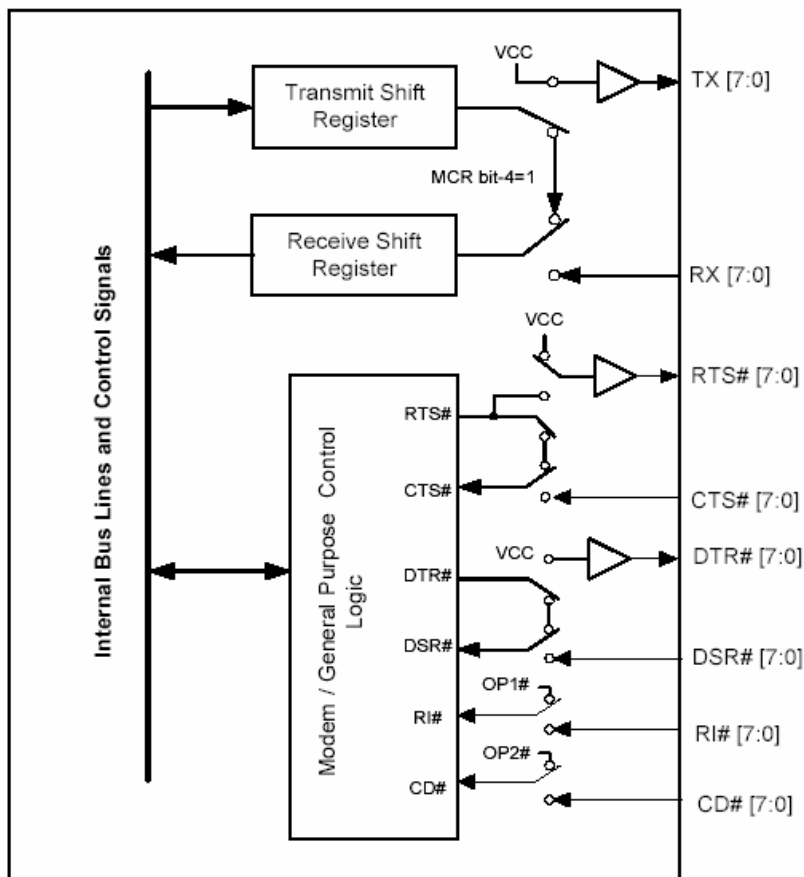 VCC
TX [7:0]
Transmit Shift
Register
MCR bit-4=1
Receive Shift
Register
RX [7:0]
VCC
RTS# [7:0]
RTS#
CTS#
CTS# [7:0]
VCC
DTR# [7:0]
DTR#
DSR#
DSR# [7:0]
OP1#
RI#
RI# [7:0]
OP2#
CD#
CD# [7:0]
Internal Bus Lines and Control Signals
Modem / General Purpose Control
Logic